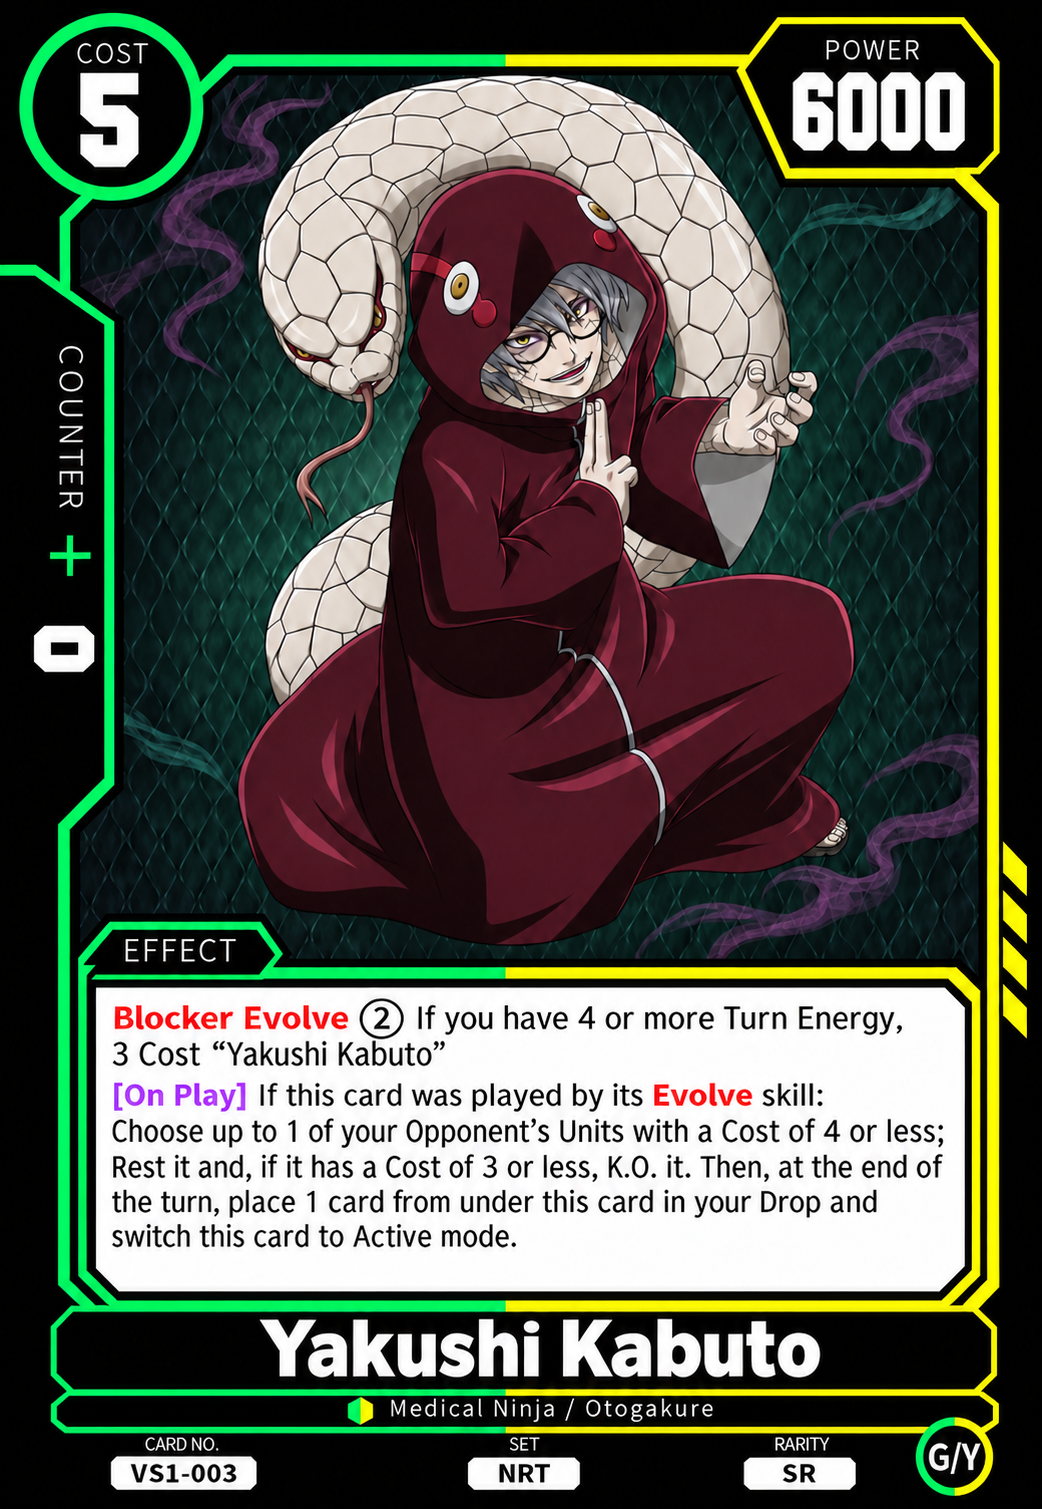 COST
5
POWER
6000
COUNTER + 0
EFFECT
Blocker Evolve ② If you have 4 or more Turn Energy,
3 Cost “Yakushi Kabuto”
[On Play] If this card was played by its Evolve skill:
Choose up to 1 of your Opponent’s Units with a Cost of 4 or less;
Rest it and, if it has a Cost of 3 or less, K.O. it. Then, at the end of
the turn, place 1 card from under this card in your Drop and
switch this card to Active mode.
Yakushi Kabuto
Medical Ninja / Otogakure
CARD NO.
VS1-003
SET
NRT
RARITY
SR
G/Y